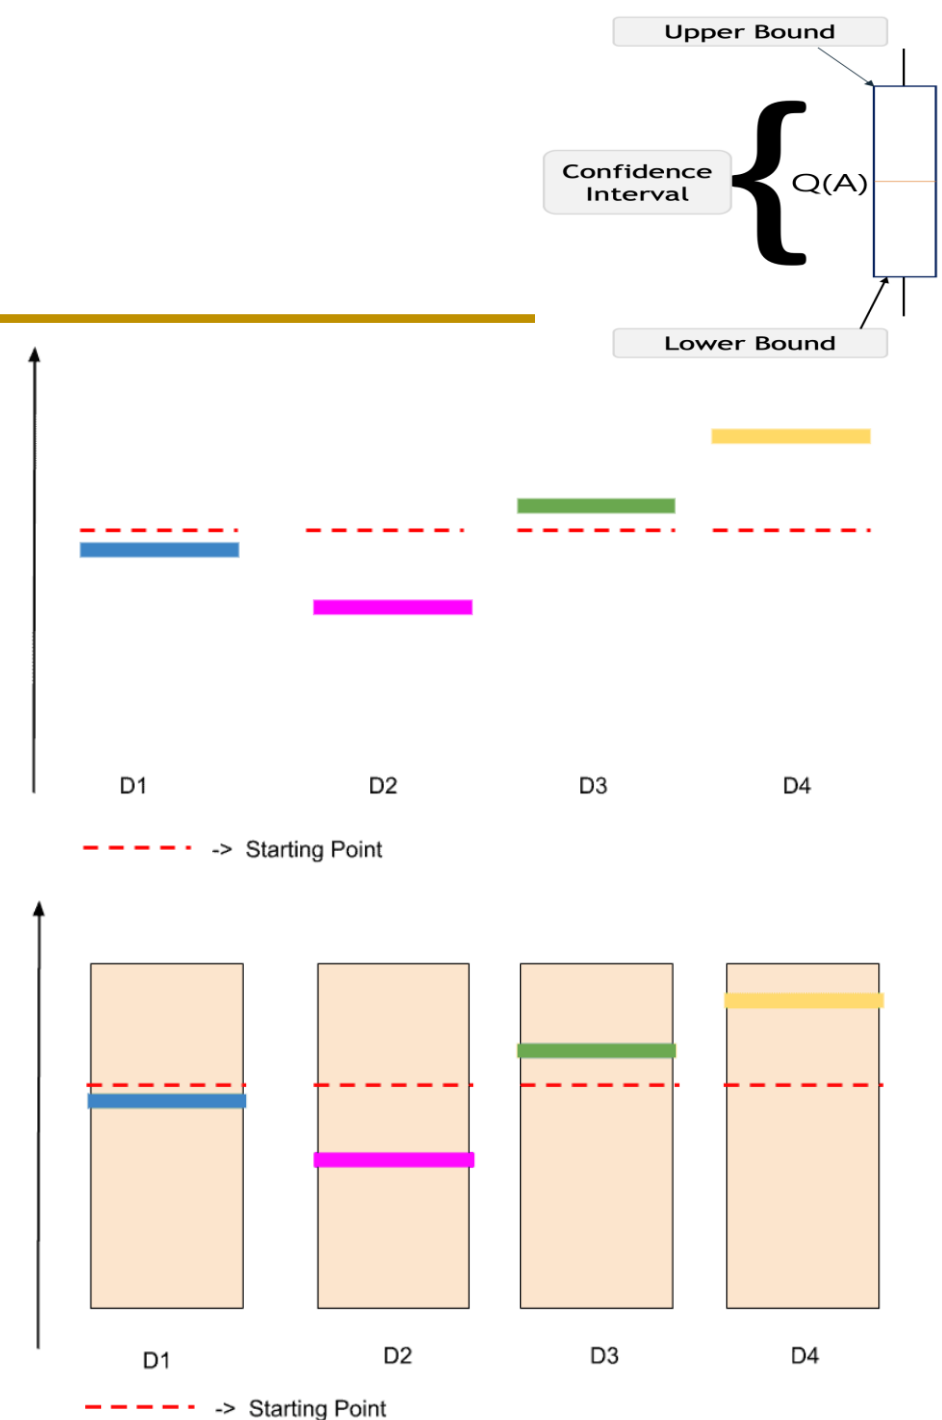 Upper Bound
Confidence
Interval
{
Q(A)
Lower Bound
D1
D2
D3
D4
-> Starting Point
D1
D2
D3
D4
-> Starting Point